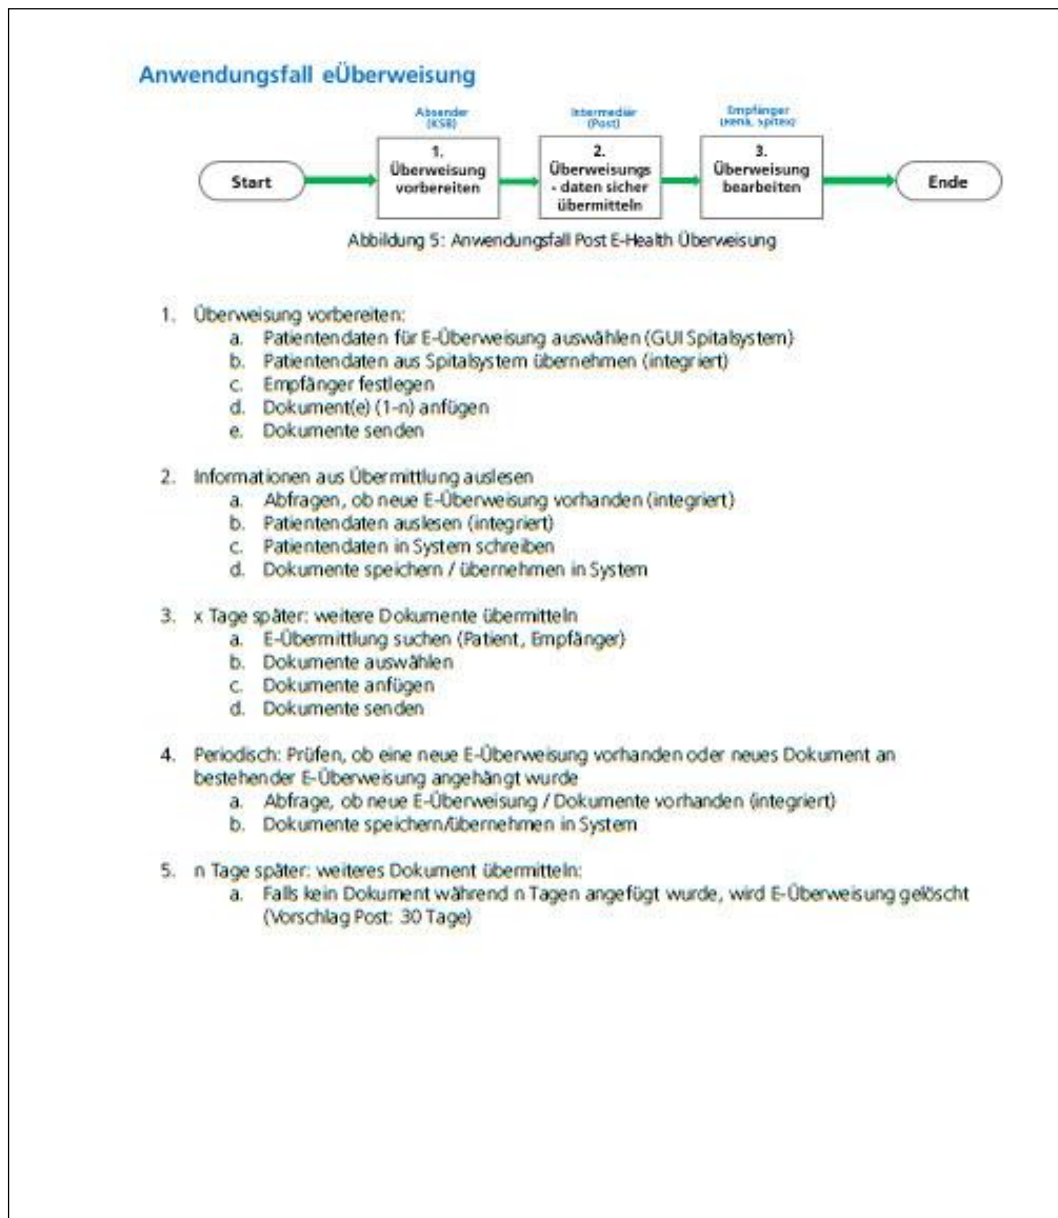 Anwendungsfall eÜberweisung
Absender
(KSB)
Intermediär
(Post)
Empfänger
(Reha, Spitex)
Start
1.
Überweisung
vorbereiten
2.
Überweisungs
- daten sicher
übermitteln
3.
Überweisung
bearbeiten
Ende
Abbildung 5: Anwendungsfall Post E-Health Überweisung
1. Überweisung vorbereiten:
a. Patientendaten für E-Überweisung auswählen (GUI Spitalsystem)
b. Patientendaten aus Spitalsystem übernehmen (integriert)
c. Empfänger festlegen
d. Dokument(e) (1-n) anfügen
e. Dokumente senden
2. Informationen aus Übermittlung auslesen
a. Abfragen, ob neue E-Überweisung vorhanden (integriert)
b. Patientendaten auslesen (integriert)
c. Patientendaten in System schreiben
d. Dokumente speichern / übernehmen in System
3. x Tage später: weitere Dokumente übermitteln
a. E-Übermittlung suchen (Patient, Empfänger)
b. Dokumente auswählen
c. Dokumente anfügen
d. Dokumente senden
4. Periodisch: Prüfen, ob eine neue E-Überweisung vorhanden oder neues Dokument an
bestehender E-Überweisung angehängt wurde
a. Abfrage, ob neue E-Überweisung / Dokumente vorhanden (integriert)
b. Dokumente speichern/übernehmen in System
5. n Tage später: weiteres Dokument übermitteln:
a. Falls kein Dokument während n Tagen angefügt wurde, wird E-Überweisung gelöscht
(Vorschlag Post: 30 Tage)